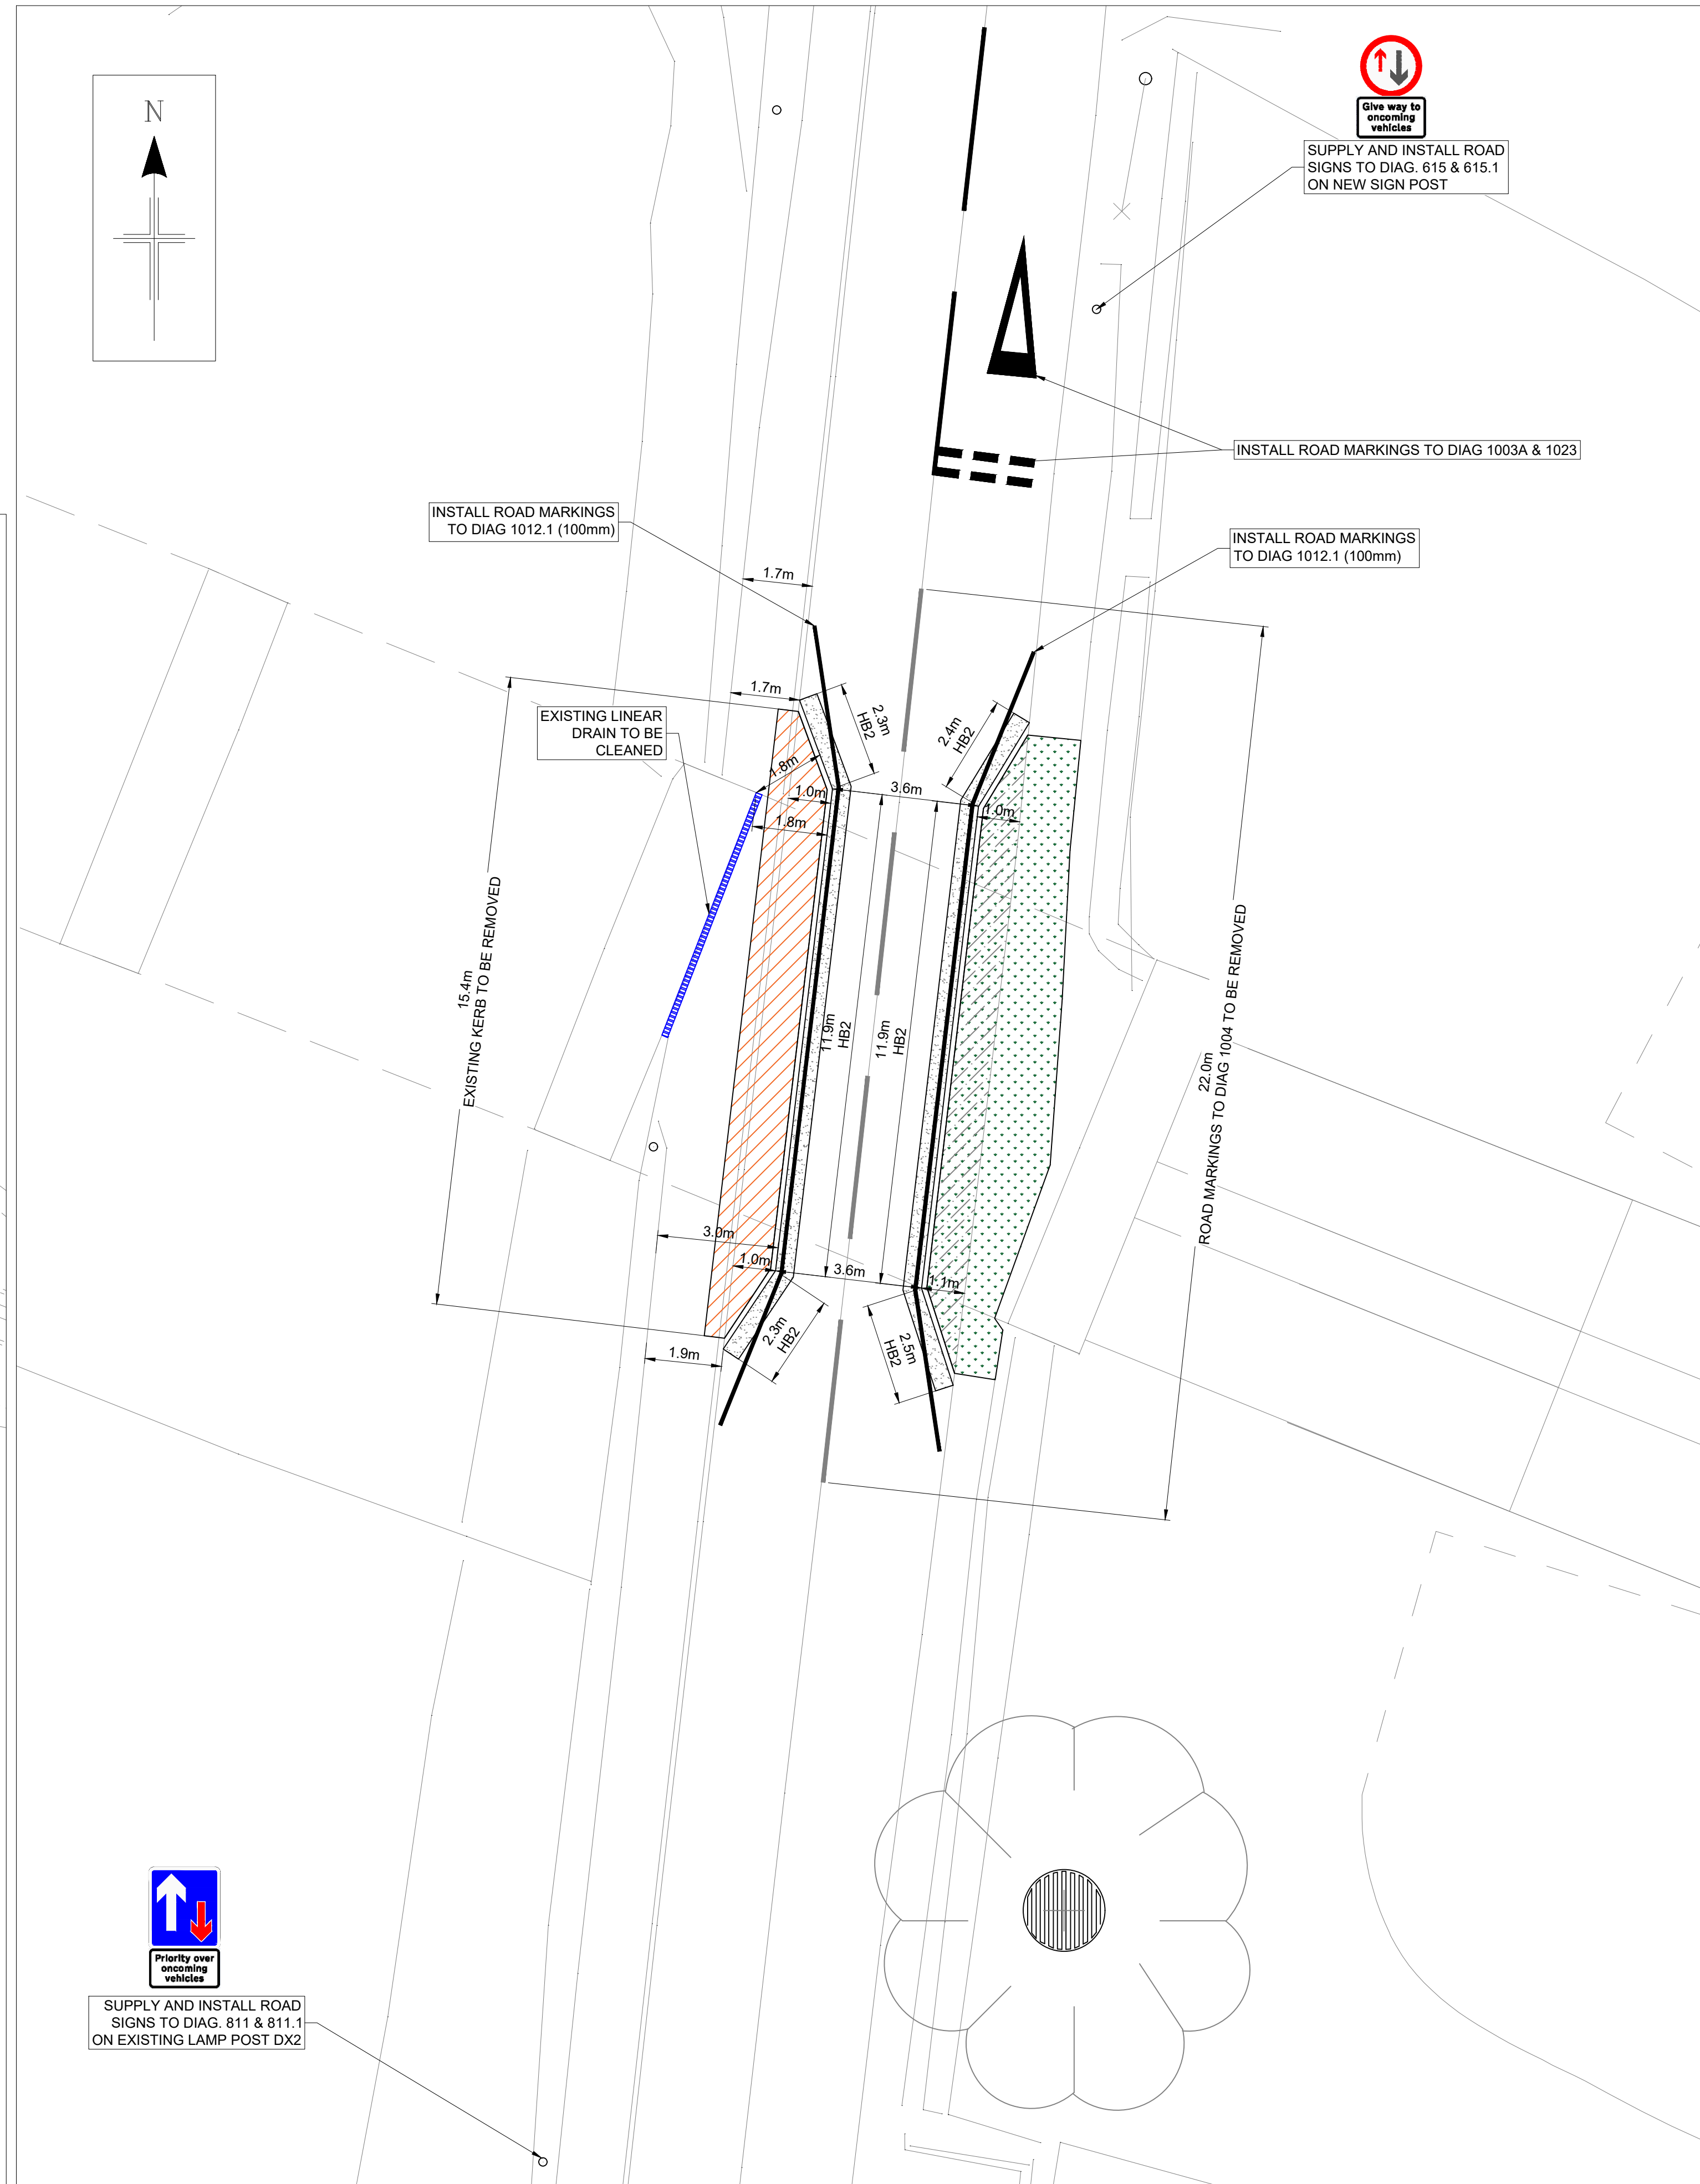 N
Give way to
oncoming
vehicles
SUPPLY AND INSTALL ROAD
SIGNS TO DIAG. 615 & 615.1
ON NEW SIGN POST
INSTALL ROAD MARKINGS TO DIAG 1003A & 1023
INSTALL ROAD MARKINGS
TO DIAG 1012.1 (100mm)
INSTALL ROAD MARKINGS
TO DIAG 1012.1 (100mm)
1.7m
1.7m
EXISTING LINEAR
DRAIN TO BE
CLEANED
2.3m
HB2
2.4m
HB2
1.8m
1.0m
3.6m
1.0m
1.8m
15.4m
EXISTING KERB TO BE REMOVED
11.9m
HB2
11.9m
HB2
22.0m
ROAD MARKINGS TO DIAG 1004 TO BE REMOVED
3.0m
1.0m
3.6m
1.1m
2.3m
HB2
2.5m
HB2
1.9m
Priority over
oncoming
vehicles
SUPPLY AND INSTALL ROAD
SIGNS TO DIAG. 811 & 811.1
ON EXISTING LAMP POST DX2